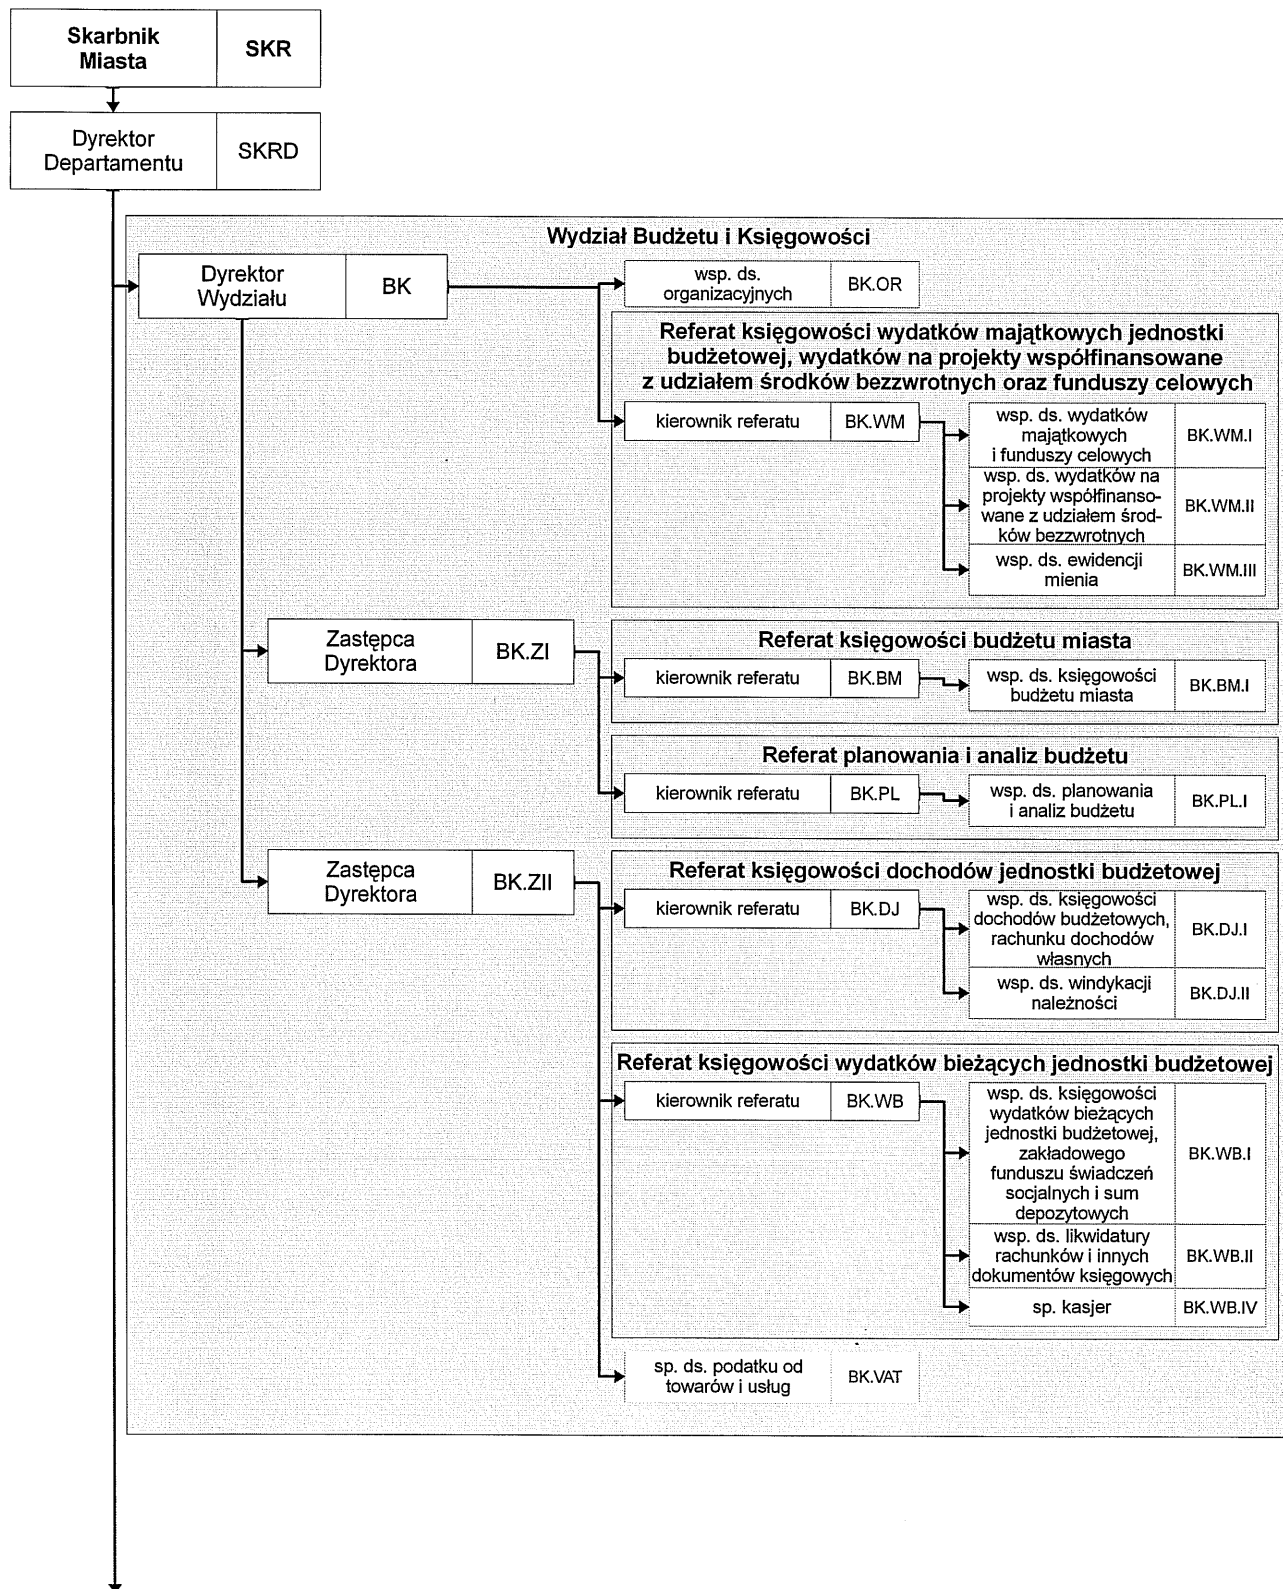 Skarbnik
Miasta
SKR
Dyrektor
Departamentu
SKRD
Wydział Budżetu i Księgowości
Dyrektor
Wydziału
BK
wsp. ds.
organizacyjnych
BK.OR
Referat księgowości wydatków majątkowych jednostki
budżetowej, wydatków na projekty współfinansowane
z udziałem środków bezzwrotnych oraz funduszy celowych
kierownik referatu
BK.WM
wsp. ds. wydatków
majątkowych
i funduszy celowych
BK.WM.I
wsp. ds. wydatków na
projekty współfinanso-
wane z udziałem środ-
ków bezzwrotnych
BK.WM.II
wsp. ds. ewidencji
mienia
BK.WM.III
Zastępca
Dyrektora
BK.ZI
Referat księgowości budżetu miasta
kierownik referatu
BK.BM
wsp. ds. księgowości
budżetu miasta
BK.BM.I
Referat planowania i analiz budżetu
kierownik referatu
BK.PL
wsp. ds. planowania
i analiz budżetu
BK.PL.I
Zastępca
Dyrektora
BK.ZII
Referat księgowości dochodów jednostki budżetowej
kierownik referatu
BK.DJ
wsp. ds. księgowości
dochodów budżetowych,
rachunku dochodów
własnych
BK.DJ.I
wsp. ds. windykacji
należności
BK.DJ.II
Referat księgowości wydatków bieżących jednostki budżetowej
kierownik referatu
BK.WB
wsp. ds. księgowości
wydatków bieżących
jednostki budżetowej,
zakładowego
funduszu świadczeń
socjalnych i sum
depozytowych
BK.WB.I
wsp. ds. likwidatury
rachunków i innych
dokumentów księgowych
BK.WB.II
sp. kasjer
BK.WB.IV
sp. ds. podatku od
towarów i usług
BK.VAT